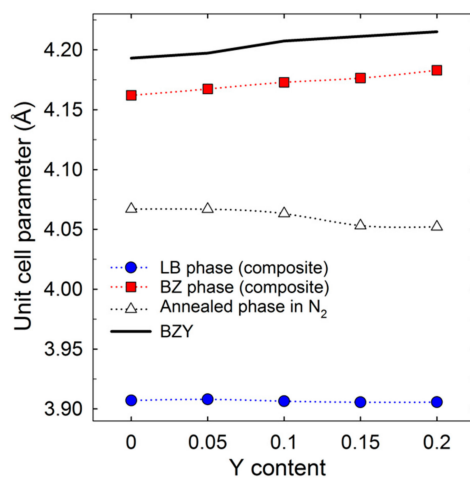 Unit cell parameter (Å)
4.20
4.15
4.10
4.05
4.00
3.95
3.90
LB phase (composite)
BZ phase (composite)
Annealed phase in N₂
BZY
0 0.05 0.1 0.15 0.2
Y content